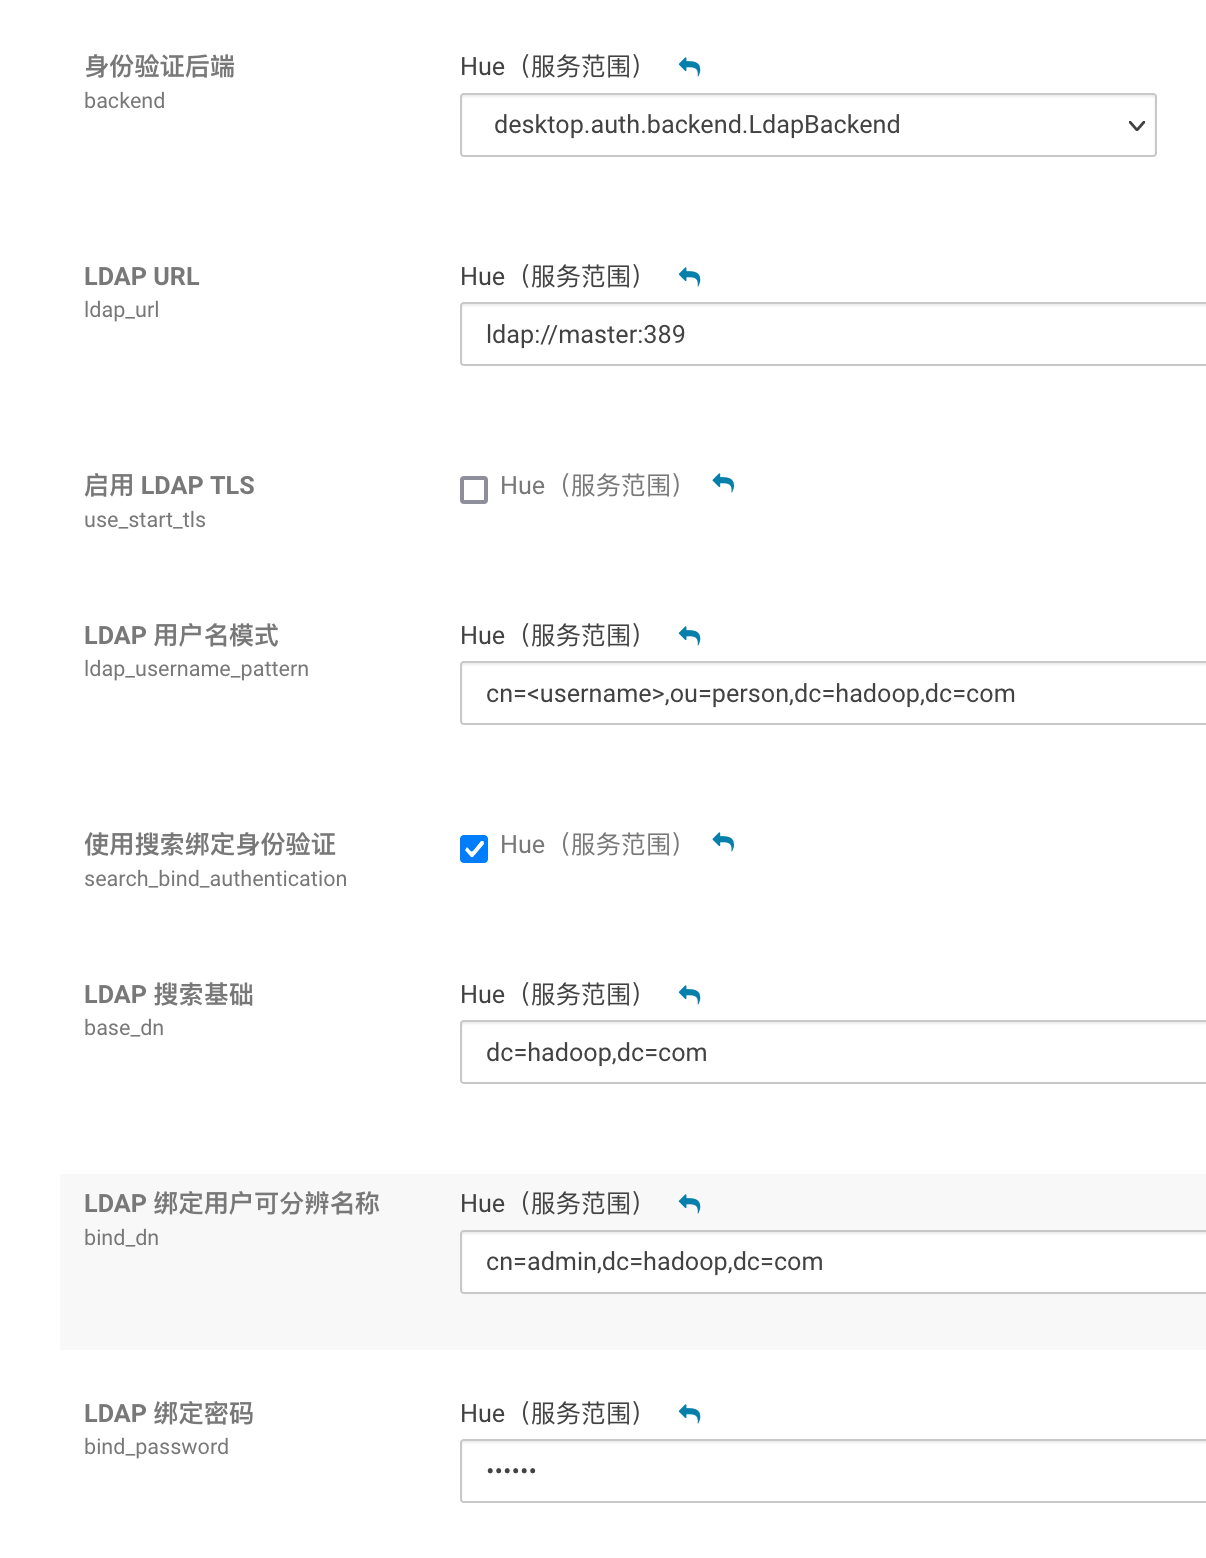 身份验证后端
Hue（服务范围）
backend
desktop.auth.backend.LdapBackend
LDAP URL
Hue（服务范围）
ldap_url
ldap://master:389
启用 LDAP TLS
Hue（服务范围）
use_start_tls
LDAP 用户名模式
Hue（服务范围）
ldap_username_pattern
cn=<username>,ou=person,dc=hadoop,dc=com
使用搜索绑定身份验证
Hue（服务范围）
search_bind_authentication
LDAP 搜索基础
Hue（服务范围）
base_dn
dc=hadoop,dc=com
LDAP 绑定用户可分辨名称
Hue（服务范围）
bind_dn
cn=admin,dc=hadoop,dc=com
LDAP 绑定密码
Hue（服务范围）
bind_password
••••••